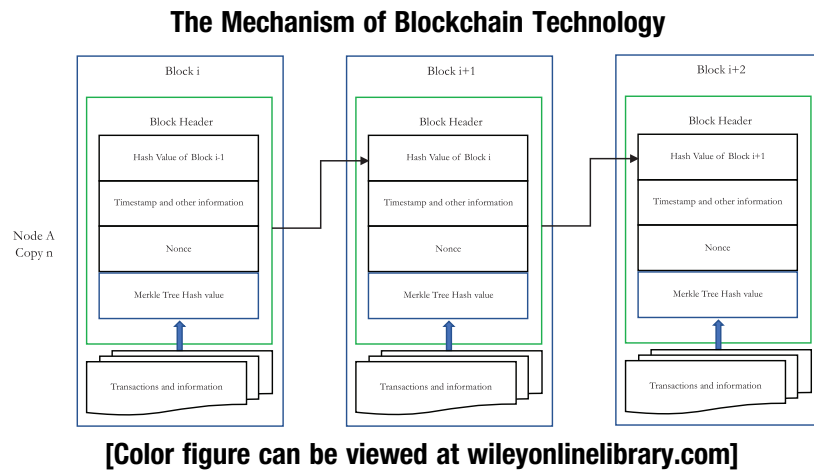 The Mechanism of Blockchain Technology
Block i
Block Header
Hash Value of Block i-1
Timestamp and other information
Nonce
Merkle Tree Hash value
Transactions and information
Block i+1
Block Header
Hash Value of Block i
Timestamp and other information
Nonce
Merkle Tree Hash value
Transactions and information
Block i+2
Block Header
Hash Value of Block i+1
Timestamp and other information
Nonce
Merkle Tree Hash value
Transactions and information
Node A
Copy n
[Color figure can be viewed at wileyonlinelibrary.com]